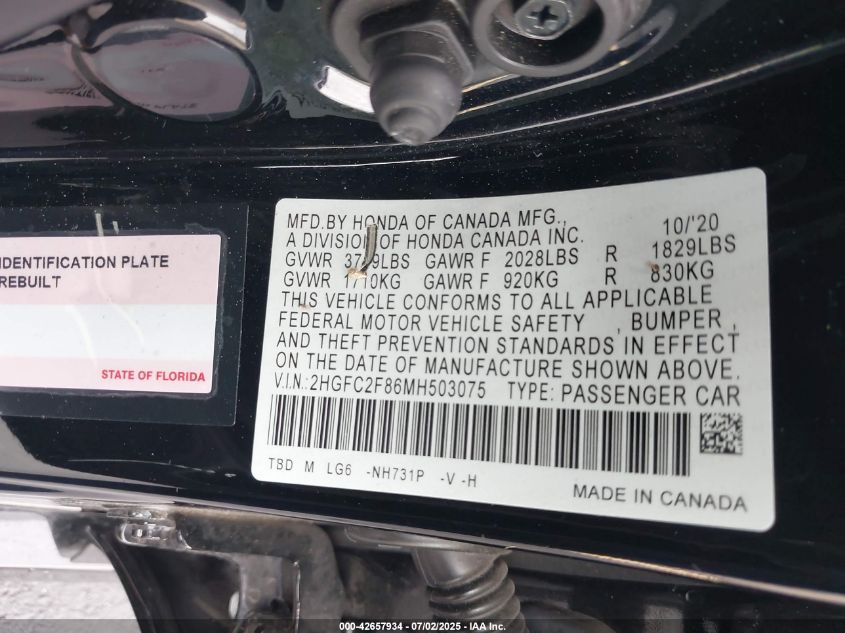 MFD.BY HONDA OF CANADA MFG., 10/'20
A DIVISION OF HONDA CANADA INC.
GVWR LBS GAWR F 2028LBS R 1829LBS
GVWR 1710KG GAWR F 920KG R 830KG
THIS VEHICLE CONFORMS TO ALL APPLICABLE
FEDERAL MOTOR VEHICLE SAFETY , BUMPER ,
AND THEFT PREVENTION STANDARDS IN EFFECT
ON THE DATE OF MANUFACTURE SHOWN ABOVE.
V.I.N.:2HGFC2F86MH503075 TYPE: PASSENGER CAR
TBD M LG6 -NH731P -V -H
MADE IN CANADA
IDENTIFICATION PLATE
REBUILT
STATE OF FLORIDA
000-42657934 - 07/02/2025 - IAA Inc.